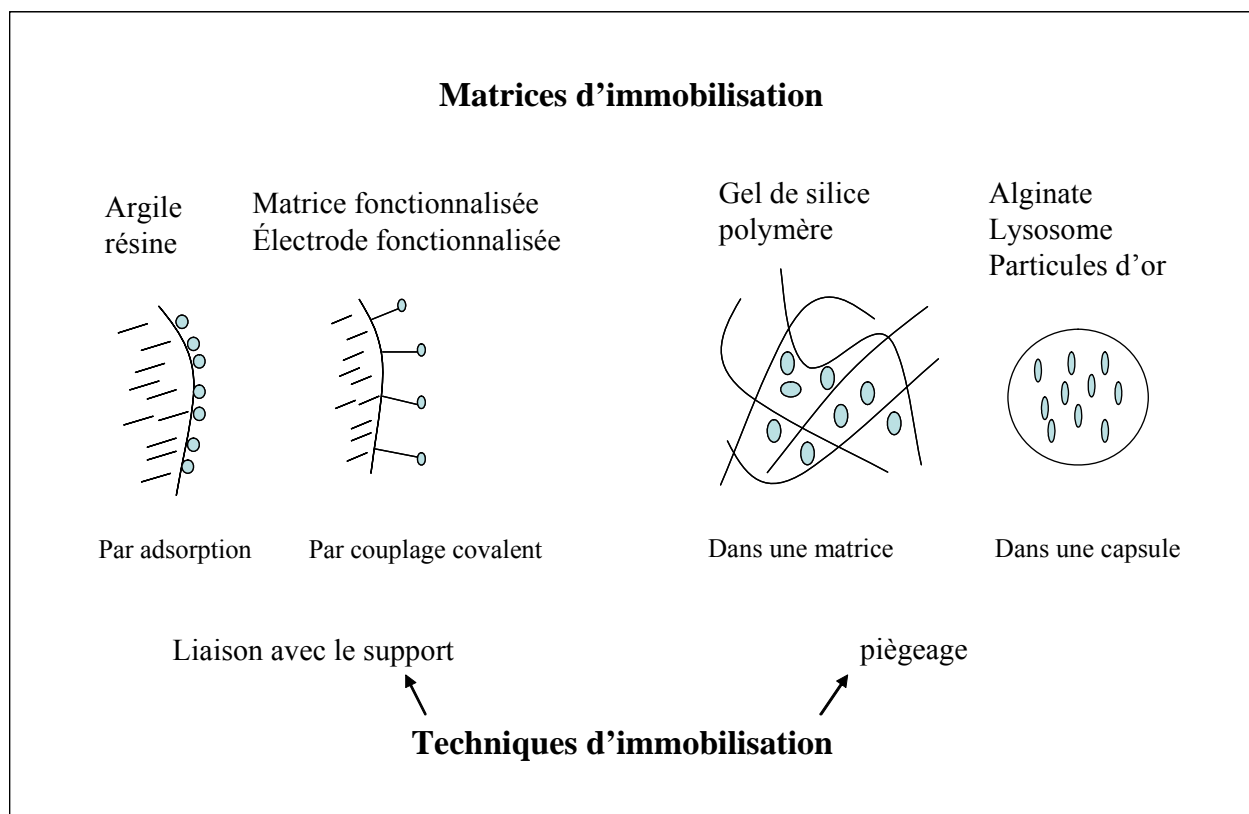 Matrices d'immobilisation
Argile
résine
Matrice fonctionnalisée
Électrode fonctionnalisée
Gel de silice
polymère
Alginate
Lysosome
Particules d'or
Par adsorption
Par couplage covalent
Dans une matrice
Dans une capsule
Liaison avec le support
piègeage
Techniques d'immobilisation